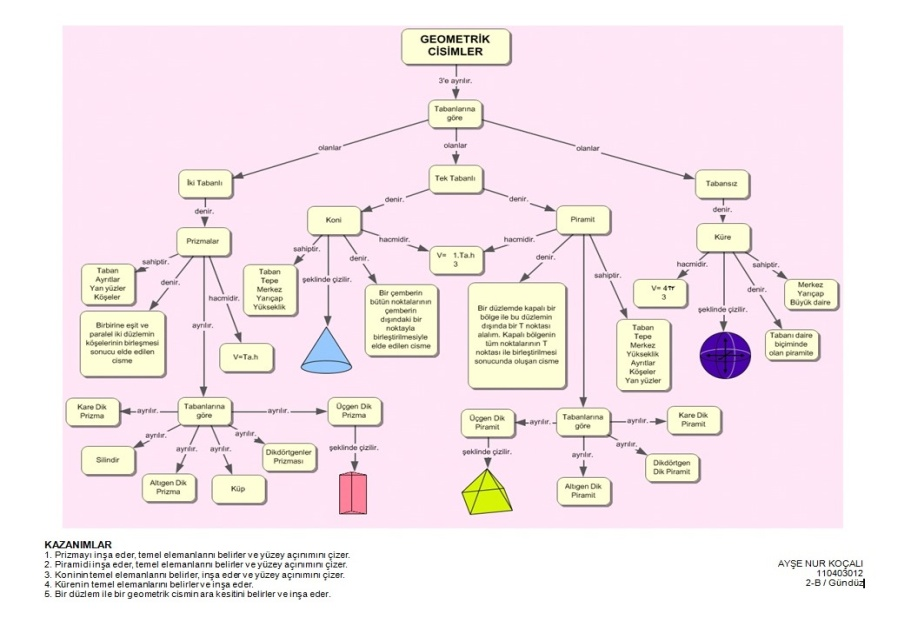 GEOMETRİK
CİSİMLER
3'e ayrılır.
Tabanlarına
göre
olanlar
olanlar
olanlar
İki Tabanlı
Tek Tabanlı
Tabansız
denir.
denir.
denir.
denir.
Prizmalar
Koni
Piramit
Küre
sahiptir.
denir.
hacmidir.
ayrılır.
Taban
Ayrıtlar
Yan yüzler
Köşeler
Birbirine eşit ve
paralel iki düzlemin
köşelerinin birleşmesi
sonucu elde edilen
cisme
V=Ta.h
sahiptir.
şeklinde çizilir.
denir.
hacmidir.
Taban
Tepe
Merkez
Yarıçap
Yükseklik
Bir çemberin
bütün noktalarının
çemberin
dışındaki bir
noktayla
birleştirilmesiyle
elde edilen cisme
V= 1.Ta.h
3
hacmidir.
denir.
sahiptir.
Bir düzlemde kapalı bir
bölge ile bu düzlemin
dışında bir T noktası
alalım. Kapalı bölgenin
tüm noktalarının T
noktası ile birleştirilmesi
sonucunda oluşan cisme
Taban
Tepe
Merkez
Yükseklik
Ayrıtlar
Köşeler
Yan yüzler
hacmidir.
sahiptir.
şeklinde çizilir.
denir.
V= 4πr
3
Merkez
Yarıçap
Büyük daire
Tabanı daire
biçiminde
olan piramite
Tabanlarına
göre
ayrılır.
ayrılır.
ayrılır.
ayrılır.
ayrılır.
ayrılır.
Kare Dik
Prizma
Silindir
Altıgen Dik
Prizma
Küp
Dikdörtgenler
Prizması
Üçgen Dik
Prizma
şeklinde çizilir.
Tabanlarına
göre
ayrılır.
ayrılır.
ayrılır.
ayrılır.
Üçgen Dik
Piramit
şeklinde çizilir.
Kare Dik
Piramit
Dikdörtgen
Dik Piramit
Altıgen Dik
Piramit
KAZANIMLAR
1. Prizmayı inşa eder, temel elemanlarını belirler ve yüzey açınımını çizer.
2. Piramidi inşa eder, temel elemanlarını belirler ve yüzey açınımını çizer.
3. Koninin temel elemanlarını belirler, inşa eder ve yüzey açınımını çizer.
4. Kürenin temel elemanlarını belirler ve inşa eder.
5. Bir düzlem ile bir geometrik cismin ara kesitini belirler ve inşa eder.
AYŞE NUR KOÇALI
110403012
2-B / Gündüz